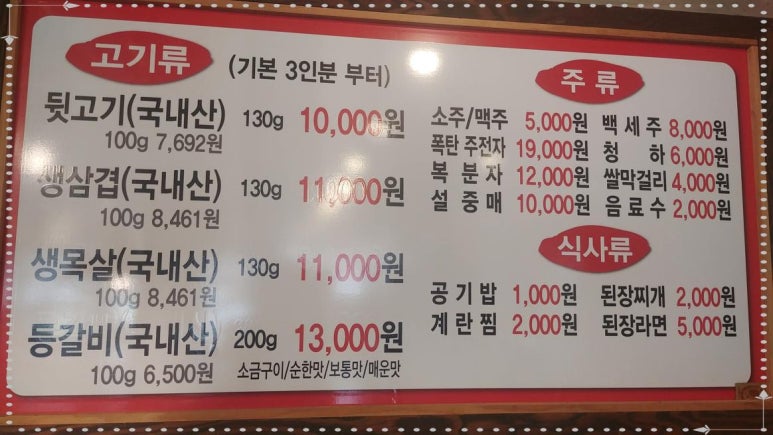 고기류 (기본 3인분 부터)
뒷고기(국내산) 130g 10,000원
100g 7,692원
생삼겹(국내산) 130g 11,000원
100g 8,461원
생목살(국내산) 130g 11,000원
100g 8,461원
등갈비(국내산) 200g 13,000원
100g 6,500원 소금구이/순한맛/보통맛/매운맛
주류
소주/맥주 5,000원 백세주 8,000원
폭탄 주전자 19,000원 청하 6,000원
복분자 12,000원 쌀막걸리 4,000원
설중매 10,000원 음료수 2,000원
식사류
공기밥 1,000원 된장찌개 2,000원
계란찜 2,000원 된장라면 5,000원